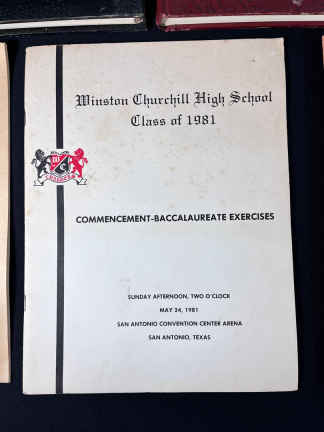 Winston Churchill High School
Class of 1981
W C
COMMENCEMENT-BACCALAUREATE EXERCISES
SUNDAY AFTERNOON, TWO O'CLOCK
MAY 24, 1981
SAN ANTONIO CONVENTION CENTER ARENA
SAN ANTONIO, TEXAS